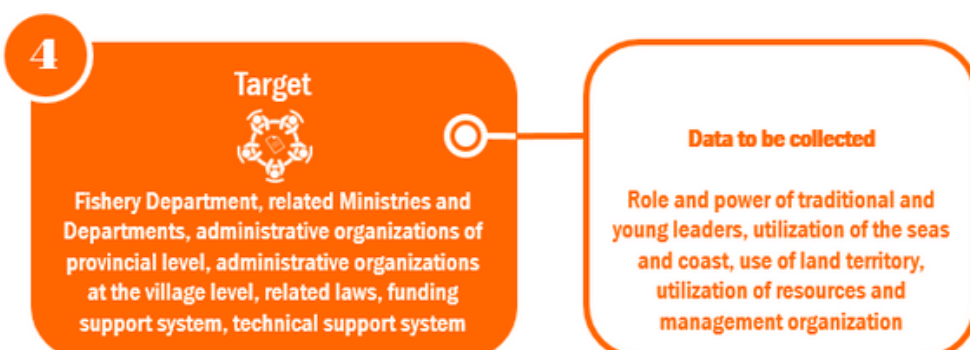 4
Target
Fishery Department, related Ministries and
Departments, administrative organizations of
provincial level, administrative organizations
at the village level, related laws, funding
support system, technical support system
Data to be collected
Role and power of traditional and
young leaders, utilization of the seas
and coast, use of land territory,
utilization of resources and
management organization